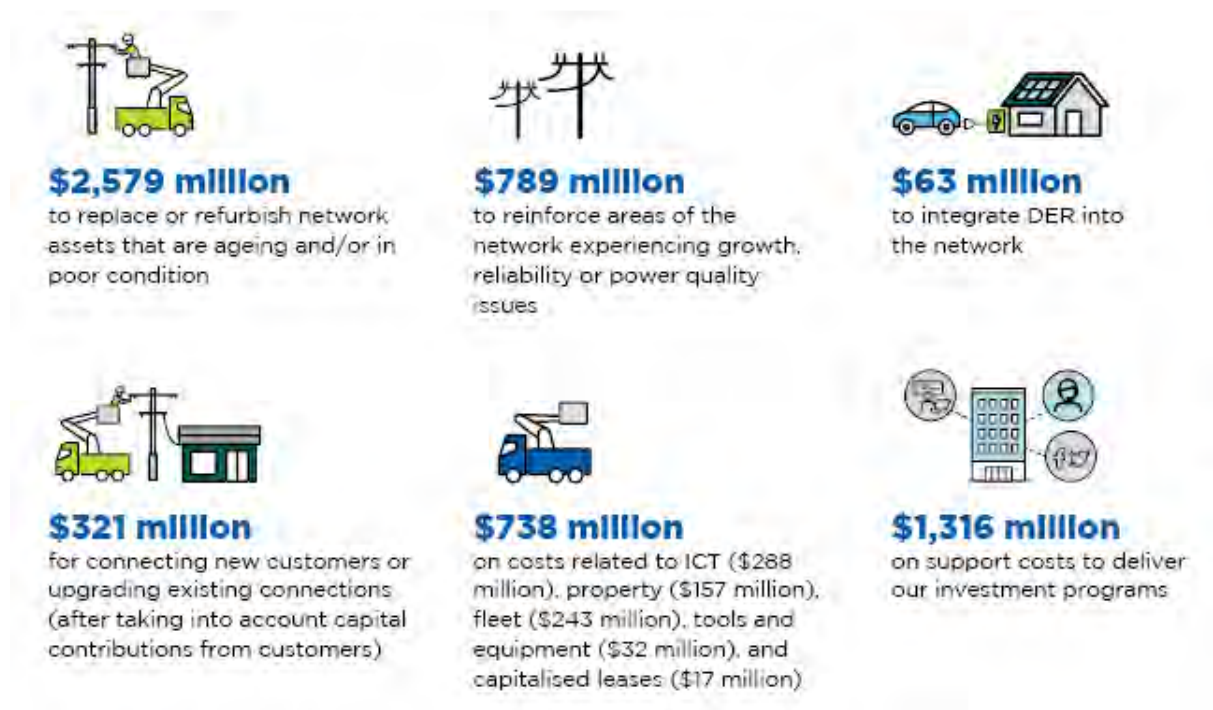 $2,579 million
to replace or refurbish network
assets that are ageing and/or in
poor condition
$789 million
to reinforce areas of the
network experiencing growth,
reliability or power quality
issues
$63 million
to integrate DER into
the network
$321 million
for connecting new customers or
upgrading existing connections
(after taking into account capital
contributions from customers)
$738 million
on costs related to ICT ($288
million), property ($157 million),
fleet ($243 million), tools and
equipment ($32 million), and
capitalised leases ($17 million)
$1,316 million
on support costs to deliver
our investment programs